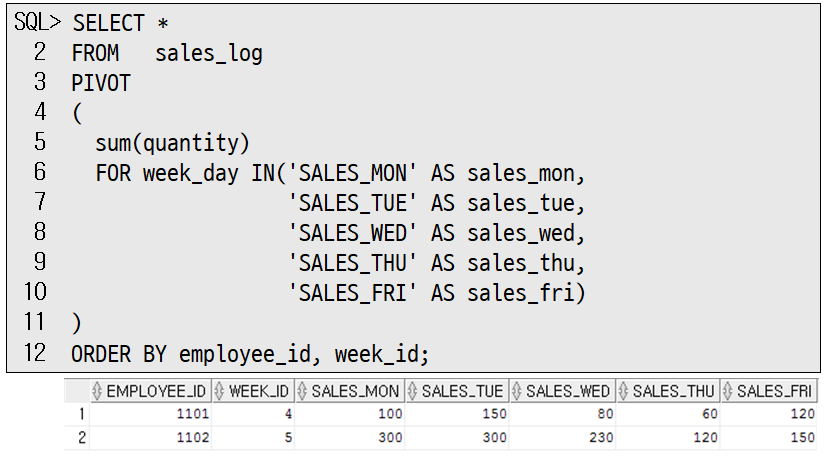 SQL> SELECT *
2 FROM sales_log
3 PIVOT
4 (
5 sum(quantity)
6 FOR week_day IN('SALES_MON' AS sales_mon,
7 'SALES_TUE' AS sales_tue,
8 'SALES_WED' AS sales_wed,
9 'SALES_THU' AS sales_thu,
10 'SALES_FRI' AS sales_fri)
11 )
12 ORDER BY employee_id, week_id;
EMPLOYEE_ID WEEK_ID SALES_MON SALES_TUE SALES_WED SALES_THU SALES_FRI
1 1101 4 100 150 80 60 120
2 1102 5 300 300 230 120 150